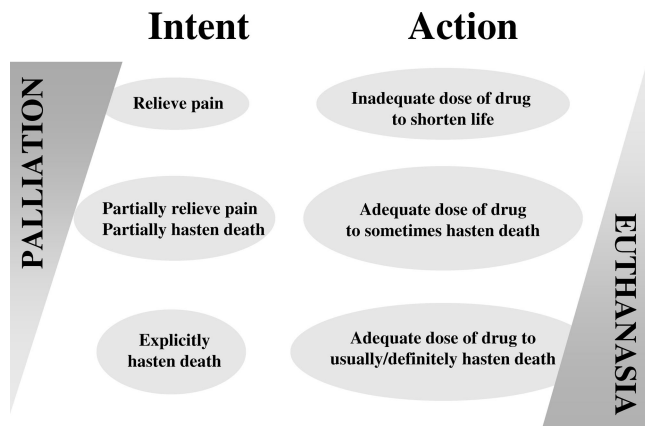 Intent
Action
PALLIATION
Relieve pain
Inadequate dose of drug
to shorten life
Partially relieve pain
Partially hasten death
Adequate dose of drug
to sometimes hasten death
Explicitly
hasten death
Adequate dose of drug to
usually/definitely hasten death
EUTHANASIA